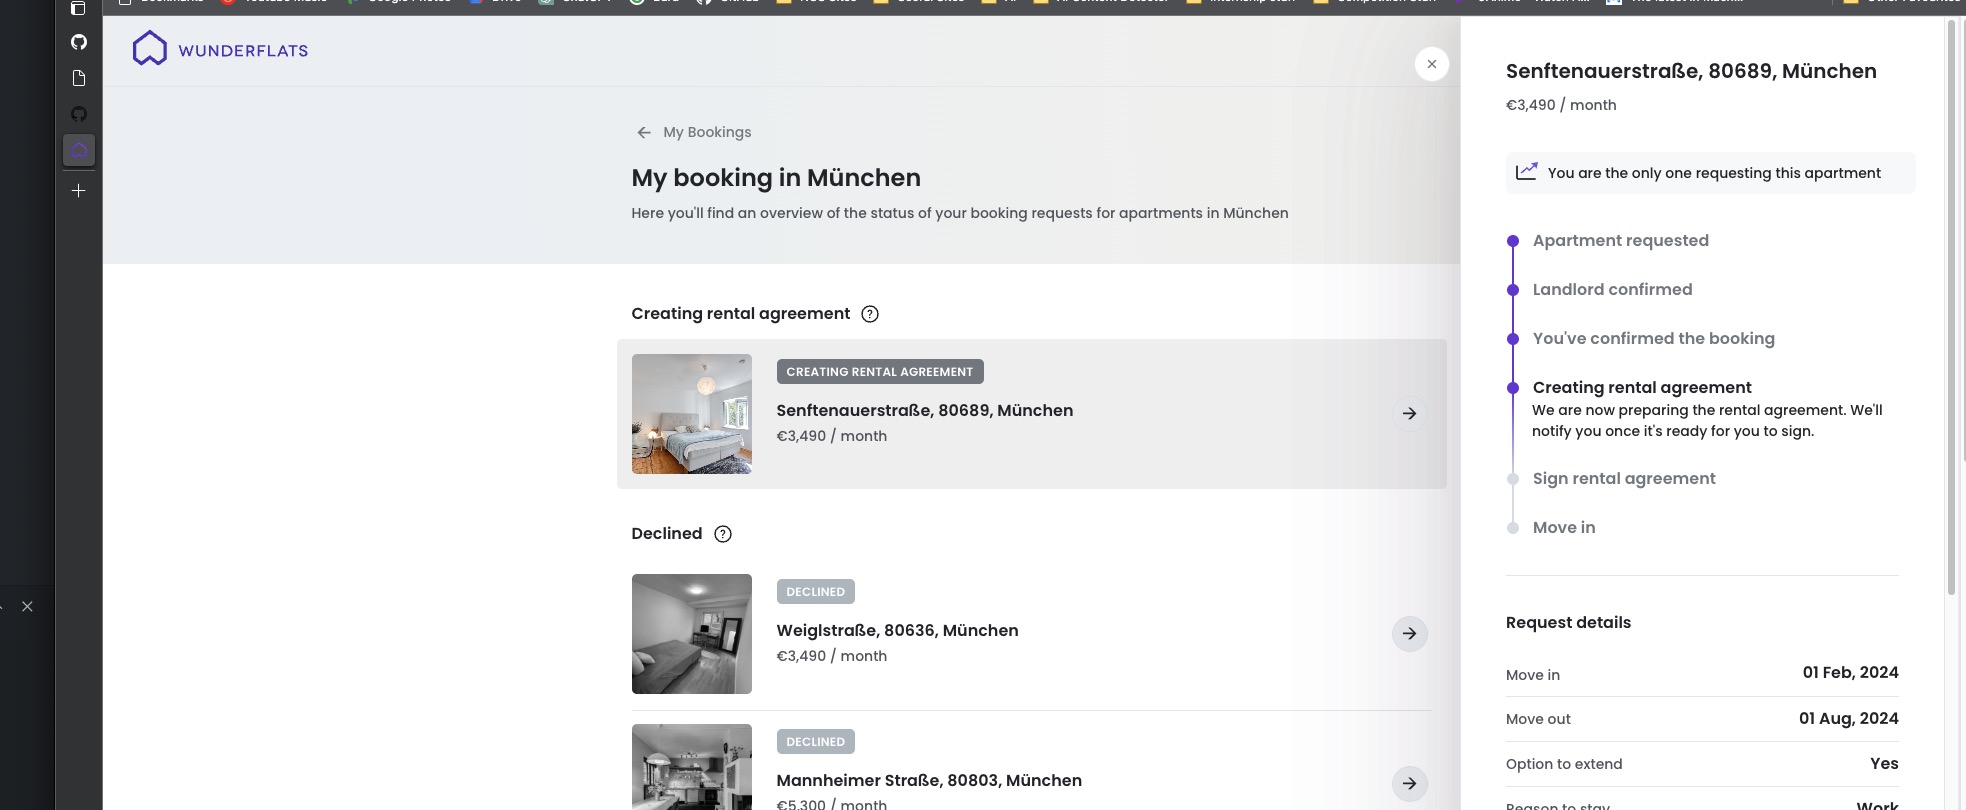 WUNDERFLATS
My Bookings
My booking in München
Here you'll find an overview of the status of your booking requests for apartments in München
Creating rental agreement
CREATING RENTAL AGREEMENT
Senftenauerstraße, 80689, München
€3,490 / month
Declined
DECLINED
Weiglstraße, 80636, München
€3,490 / month
DECLINED
Mannheimer Straße, 80803, München
€5,300 / month
Senftenauerstraße, 80689, München
€3,490 / month
You are the only one requesting this apartment
Apartment requested
Landlord confirmed
You've confirmed the booking
Creating rental agreement
We are now preparing the rental agreement. We'll
notify you once it's ready for you to sign.
Sign rental agreement
Move in
Request details
Move in 01 Feb, 2024
Move out 01 Aug, 2024
Option to extend Yes
Reason to stay Work